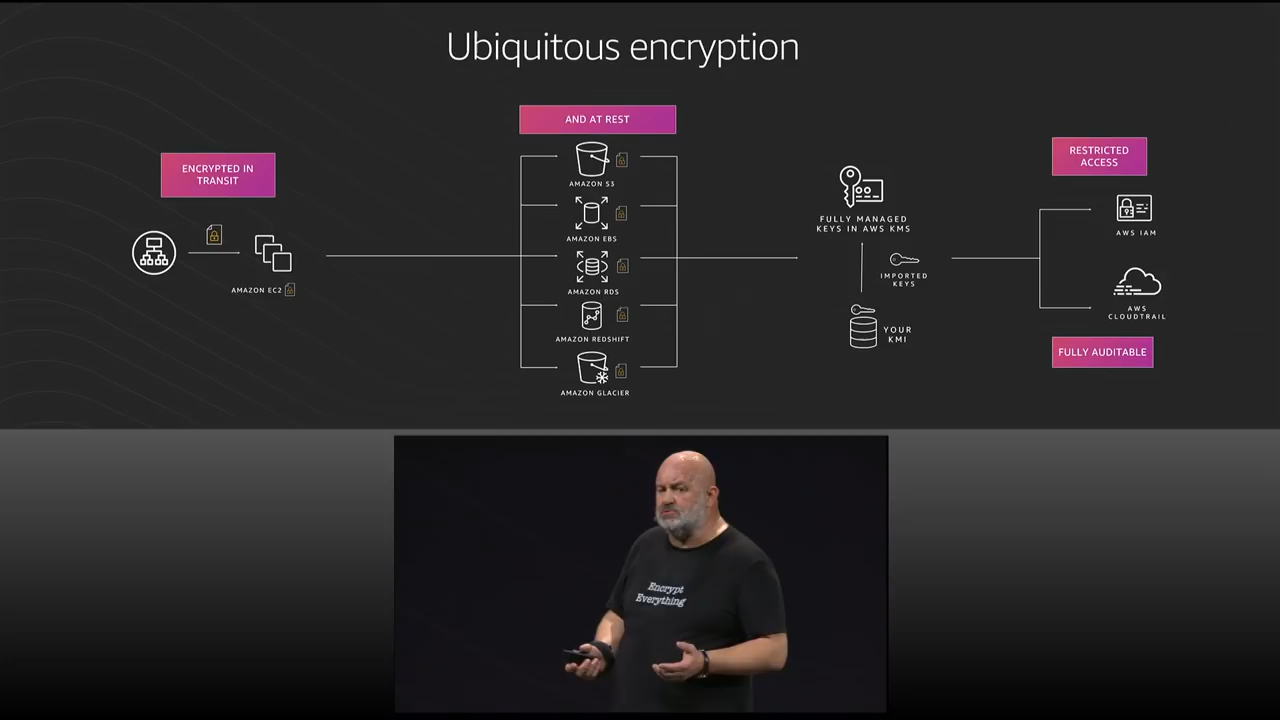 Ubiquitous encryption
AND AT REST
ENCRYPTED IN
TRANSIT
AMAZON EC2
AMAZON S3
AMAZON EBS
AMAZON RDS
AMAZON REDSHIFT
AMAZON GLACIER
FULLY MANAGED
KEYS IN AWS KMS
IMPORTED
KEYS
YOUR
KMI
RESTRICTED
ACCESS
AWS IAM
AWS
CLOUDTRAIL
FULLY AUDITABLE
Encrypt
Everything